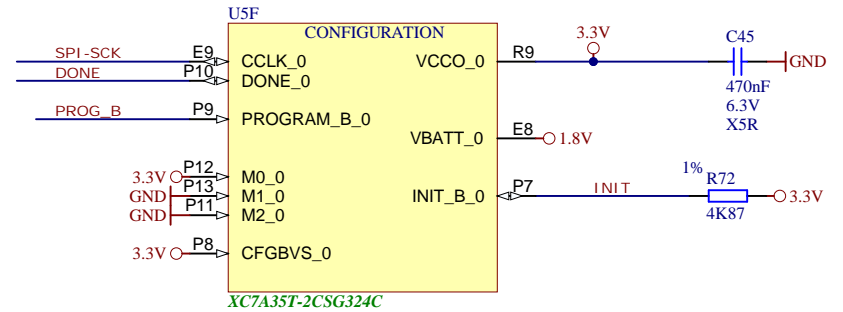 U5F
CONFIGURATION
SPI-SCK
E9
CCLK_0
DONE
P10
DONE_0
PROG_B
P9
PROGRAM_B_0
3.3V
P12
M0_0
GND
P13
M1_0
GND
P11
M2_0
3.3V
P8
CFGBVS_0
VCCO_0
R9
3.3V
C45
GND
470nF
6.3V
X5R
VBATT_0
E8
1.8V
INIT_B_0
P7
INIT
1%
R72
4K87
3.3V
XC7A35T-2CSG324C